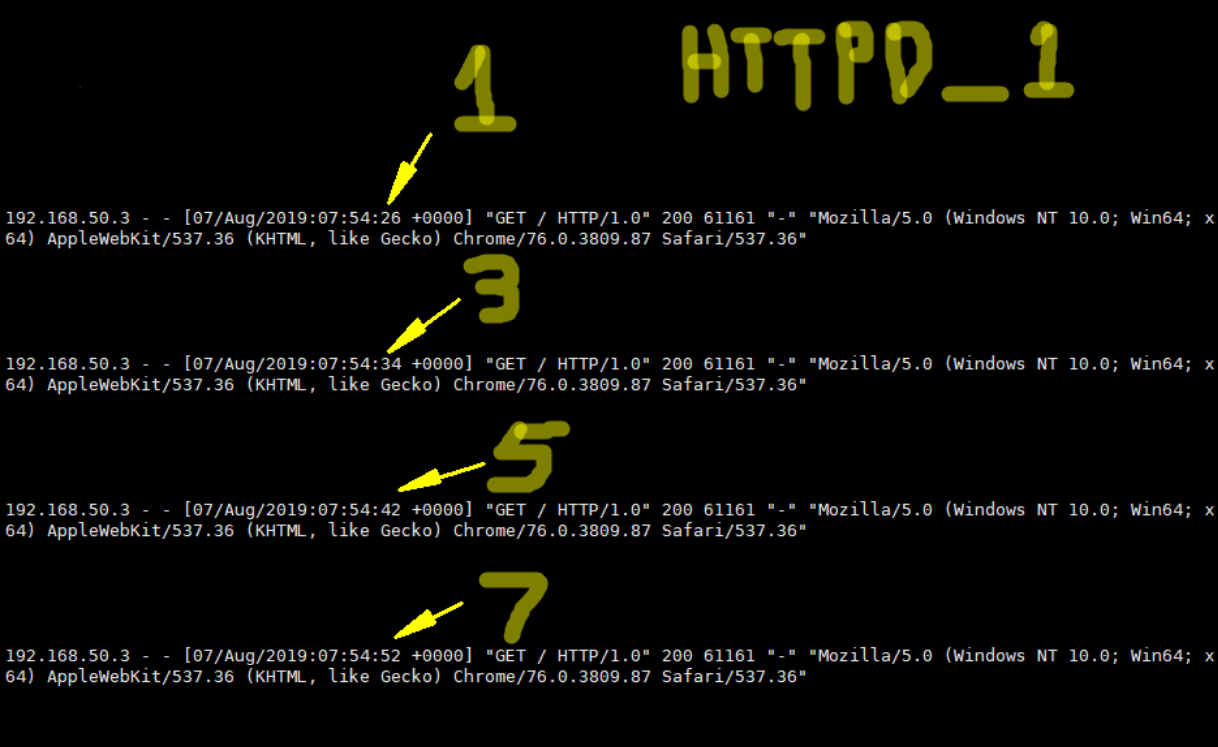 1 HTTPD_1
192.168.50.3 - - [07/Aug/2019:07:54:26 +0000] "GET / HTTP/1.0" 200 61161 "-" "Mozilla/5.0 (Windows NT 10.0; Win64; x
64) AppleWebKit/537.36 (KHTML, like Gecko) Chrome/76.0.3809.87 Safari/537.36"
3
192.168.50.3 - - [07/Aug/2019:07:54:34 +0000] "GET / HTTP/1.0" 200 61161 "-" "Mozilla/5.0 (Windows NT 10.0; Win64; x
64) AppleWebKit/537.36 (KHTML, like Gecko) Chrome/76.0.3809.87 Safari/537.36"
5
192.168.50.3 - - [07/Aug/2019:07:54:42 +0000] "GET / HTTP/1.0" 200 61161 "-" "Mozilla/5.0 (Windows NT 10.0; Win64; x
64) AppleWebKit/537.36 (KHTML, like Gecko) Chrome/76.0.3809.87 Safari/537.36"
7
192.168.50.3 - - [07/Aug/2019:07:54:52 +0000] "GET / HTTP/1.0" 200 61161 "-" "Mozilla/5.0 (Windows NT 10.0; Win64; x
64) AppleWebKit/537.36 (KHTML, like Gecko) Chrome/76.0.3809.87 Safari/537.36"